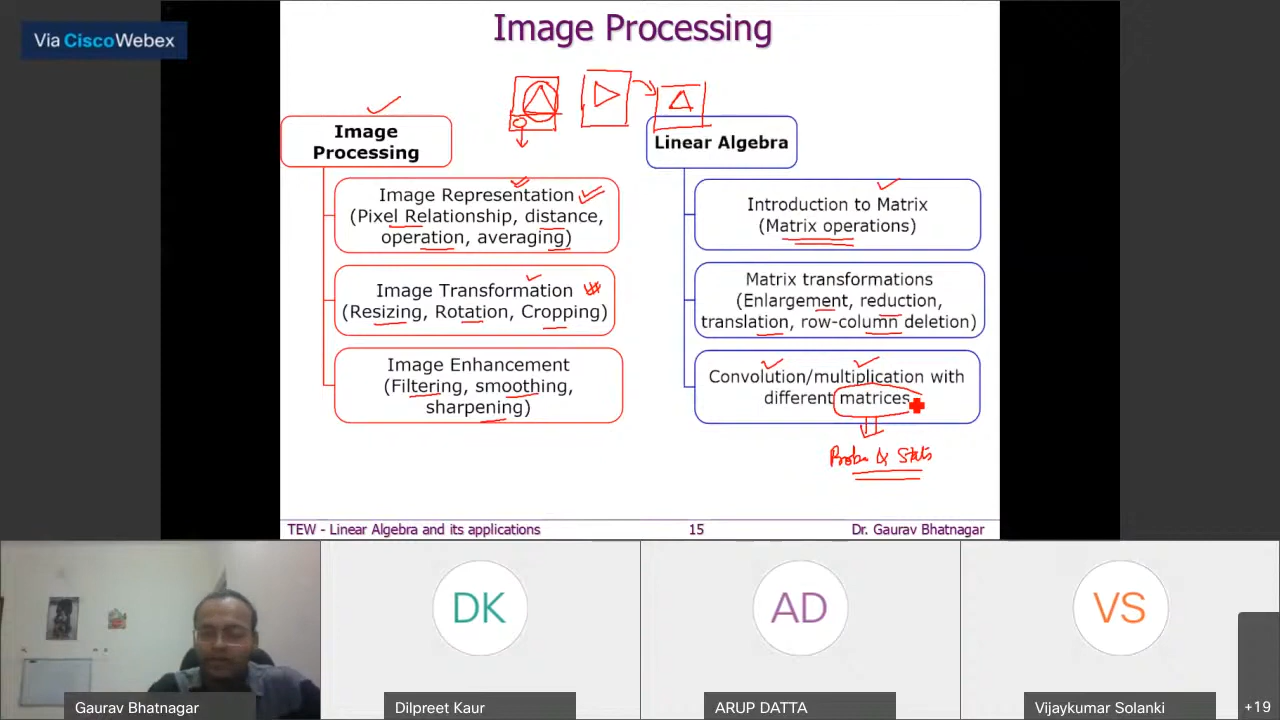 Via Cisco Webex
Image Processing
Image
Processing
Image Representation
(Pixel Relationship, distance,
operation, averaging)
Image Transformation
(Resizing, Rotation, Cropping)
Image Enhancement
(Filtering, smoothing,
sharpening)
Linear Algebra
Introduction to Matrix
(Matrix operations)
Matrix transformations
(Enlargement, reduction,
translation, row-column deletion)
Convolution/multiplication with
different matrices
Proba & Stats
TEW - Linear Algebra and its applications
15
Dr. Gaurav Bhatnagar
DK
AD
VS
Gaurav Bhatnagar
Dilpreet Kaur
ARUP DATTA
Vijaykumar Solanki
+19